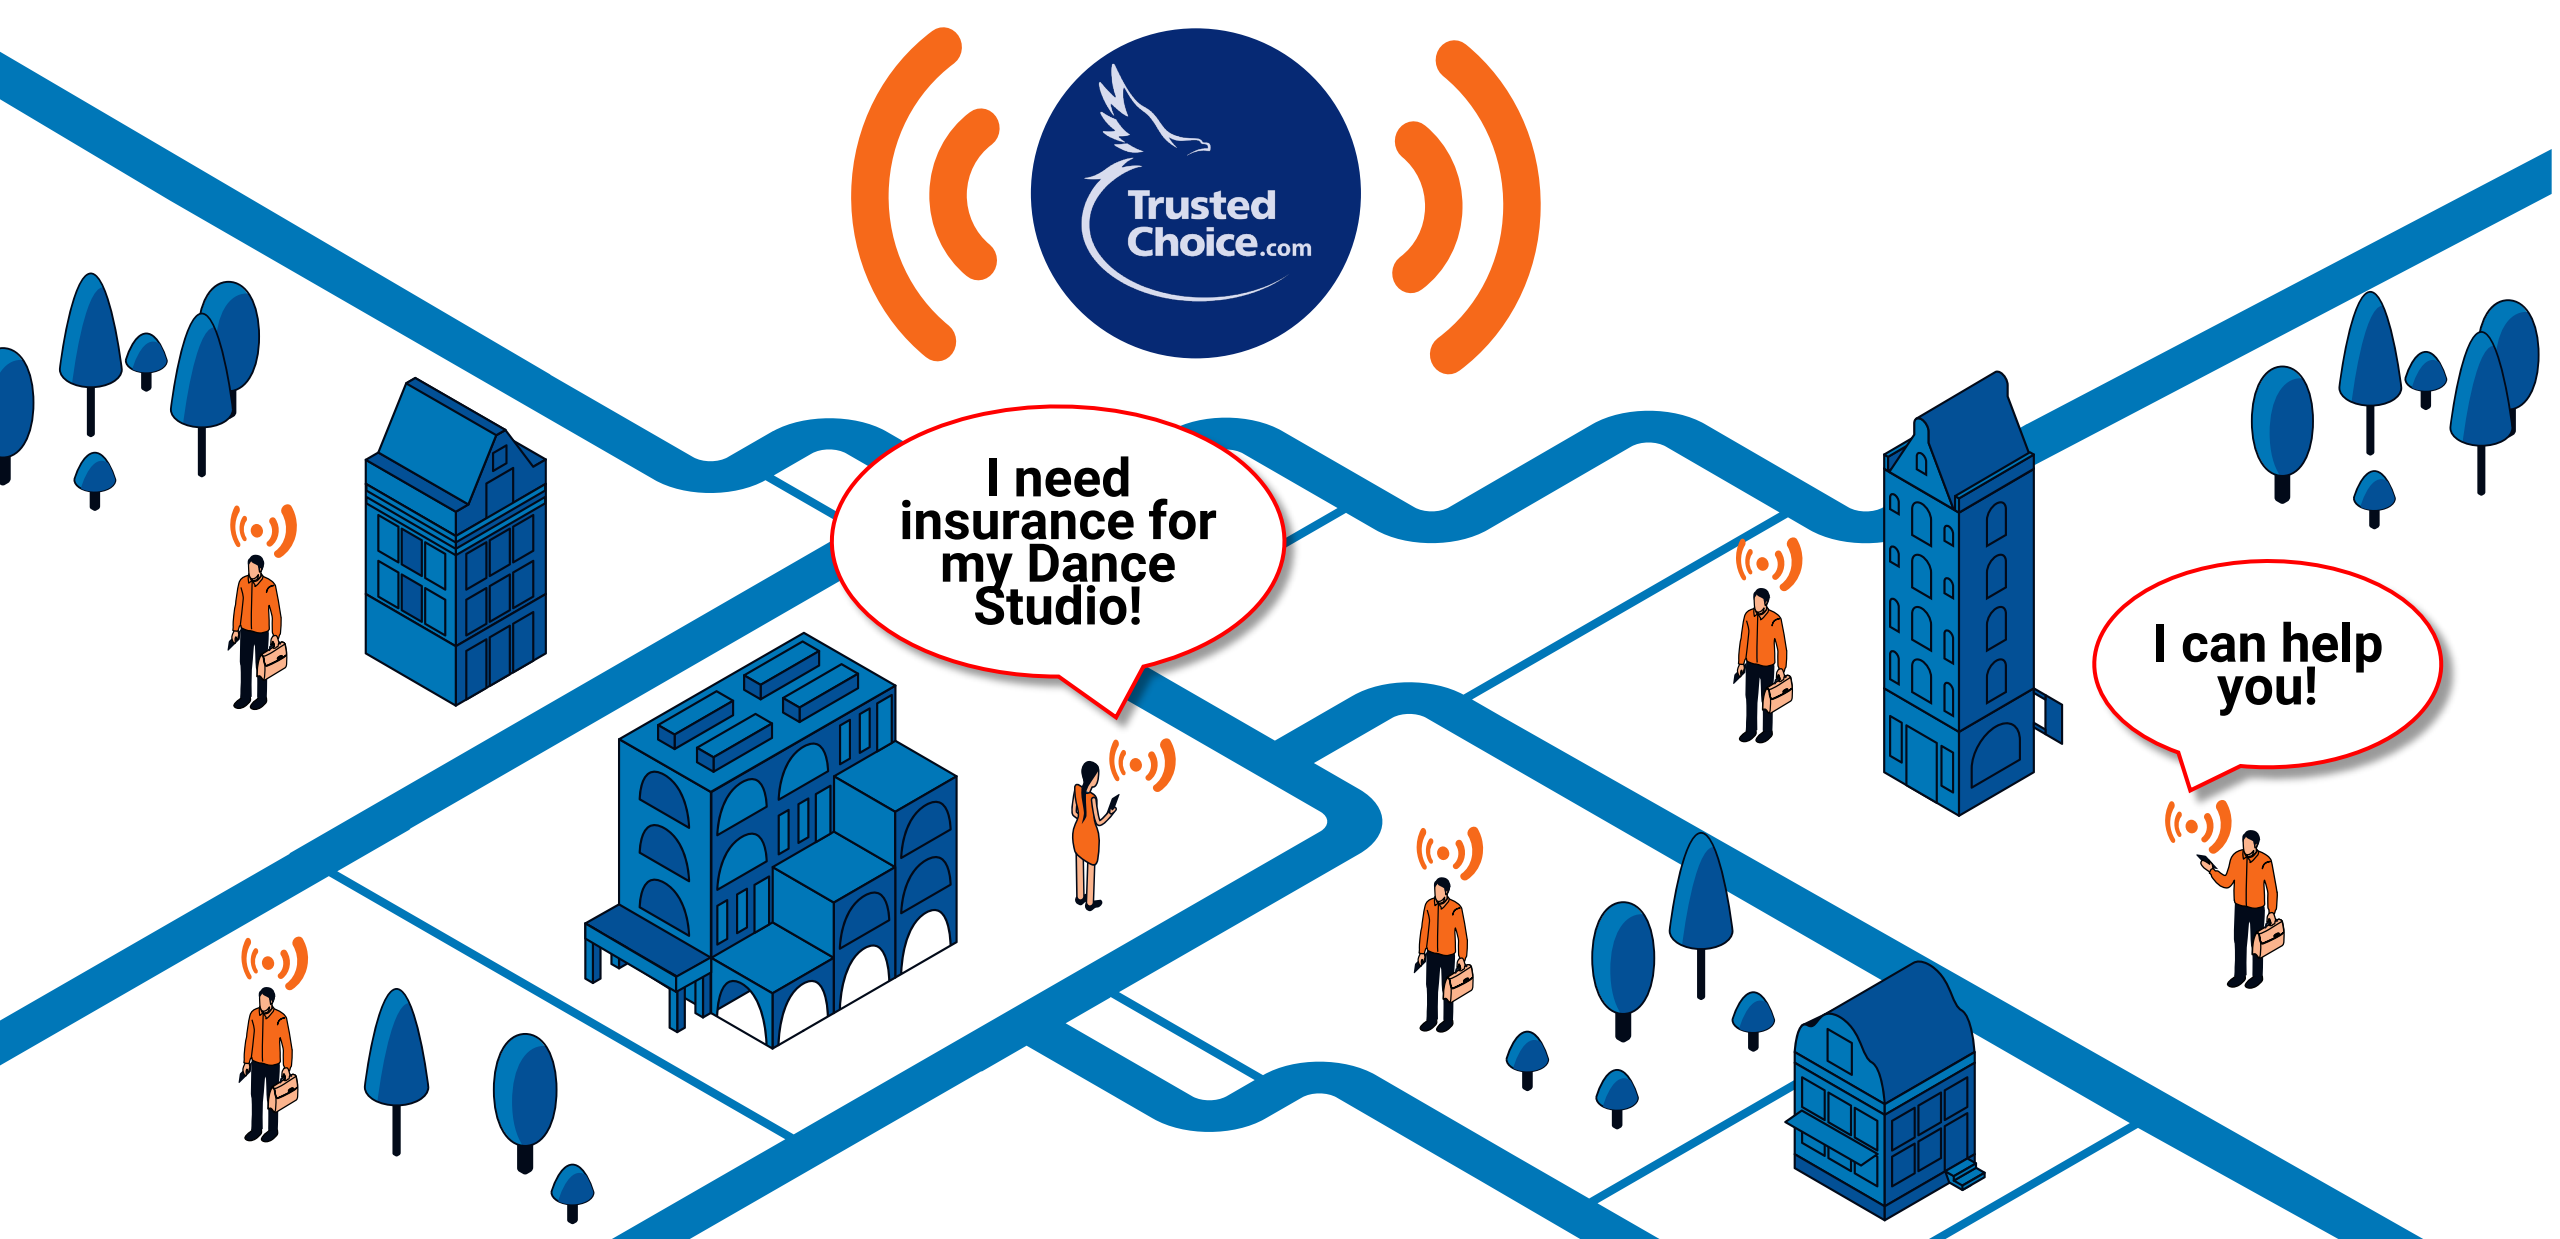 Trusted
Choice.com
I need
insurance for
my Dance
Studio!
I can help
you!